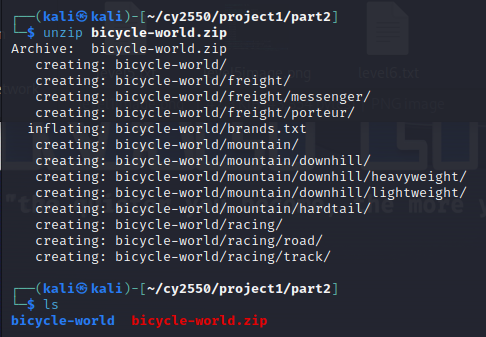 ┌──(kali㉿kali)-[~/cy2550/project1/part2]
└─$ unzip bicycle-world.zip
Archive:  bicycle-world.zip
   creating: bicycle-world/
   creating: bicycle-world/freight/
   creating: bicycle-world/freight/messenger/
   creating: bicycle-world/freight/porteur/
  inflating: bicycle-world/brands.txt
   creating: bicycle-world/mountain/
   creating: bicycle-world/mountain/downhill/
   creating: bicycle-world/mountain/downhill/heavyweight/
   creating: bicycle-world/mountain/downhill/lightweight/
   creating: bicycle-world/mountain/hardtail/
   creating: bicycle-world/racing/
   creating: bicycle-world/racing/road/
   creating: bicycle-world/racing/track/
┌──(kali㉿kali)-[~/cy2550/project1/part2]
└─$ ls
bicycle-world  bicycle-world.zip